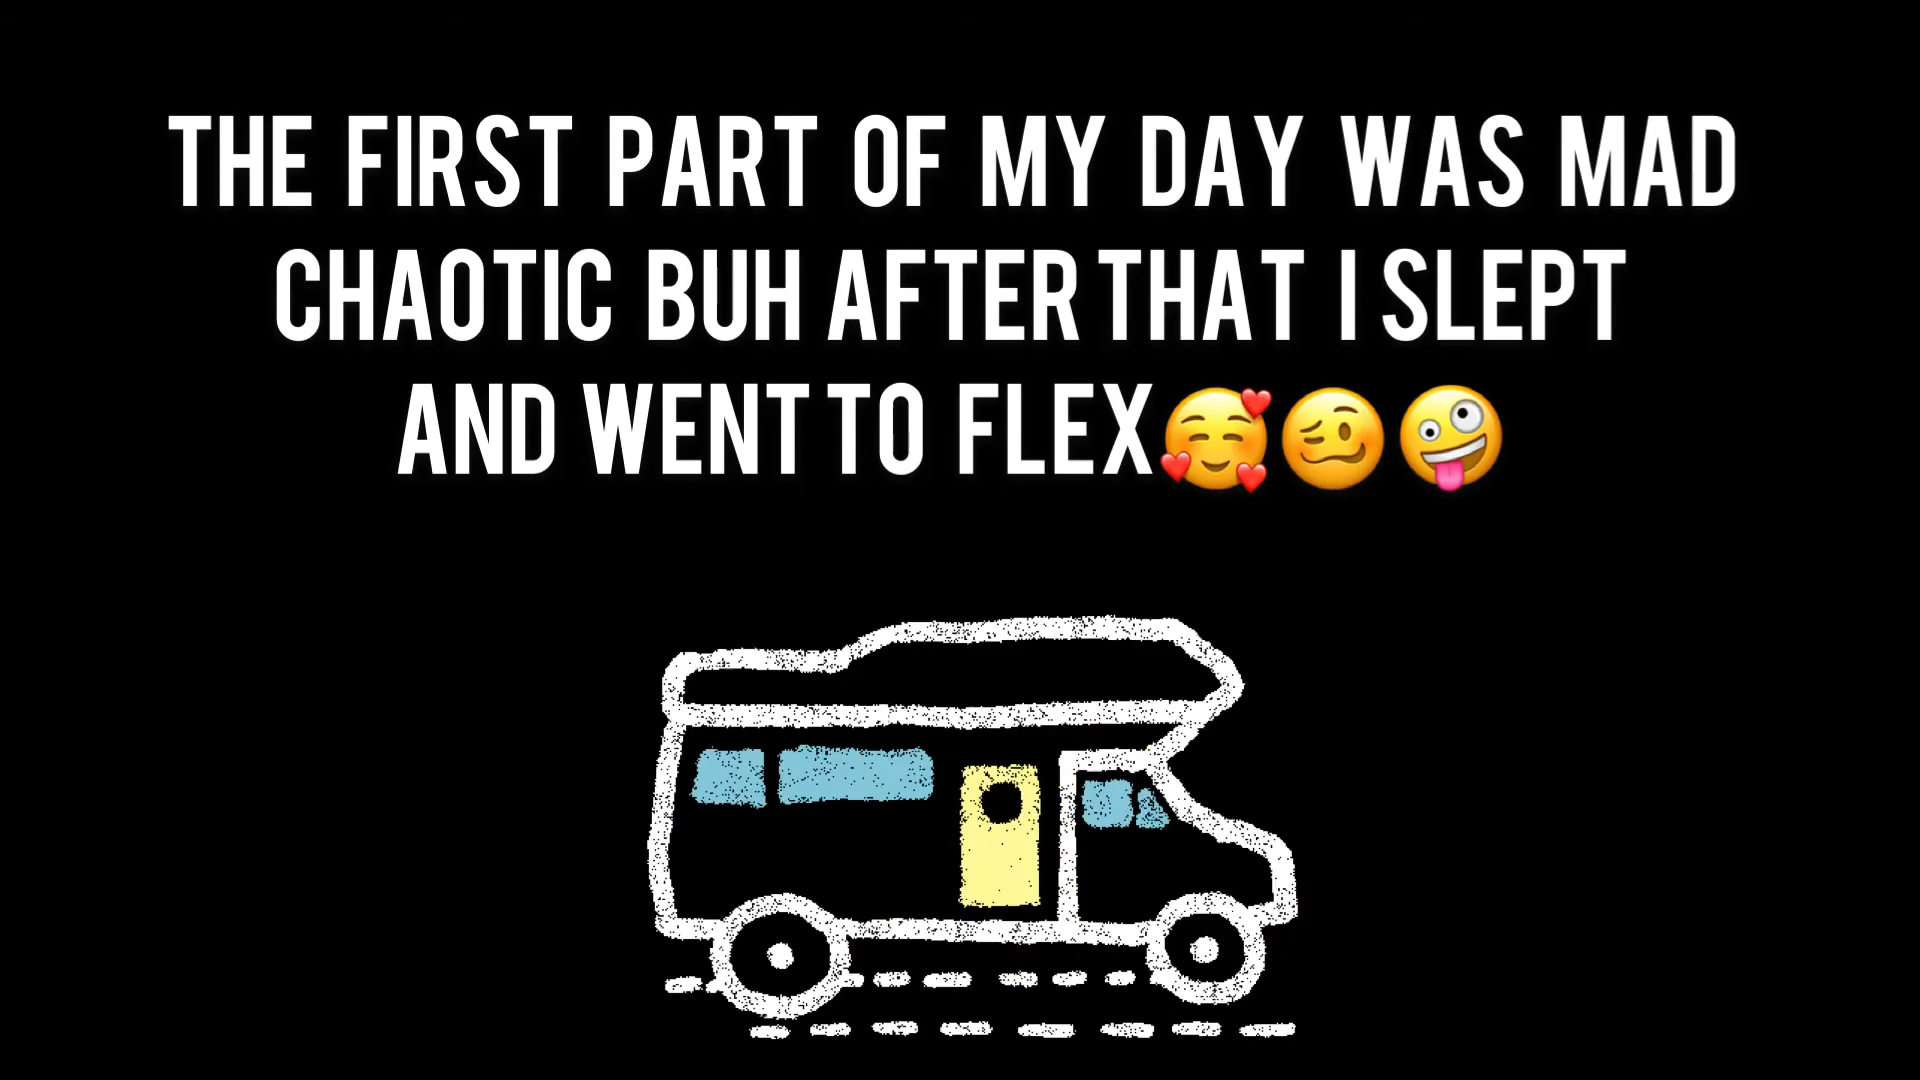 THE FIRST PART OF MY DAY WAS MAD
CHAOTIC BUH AFTER THAT I SLEPT
AND WENT TO FLEX🥰🥴🤪